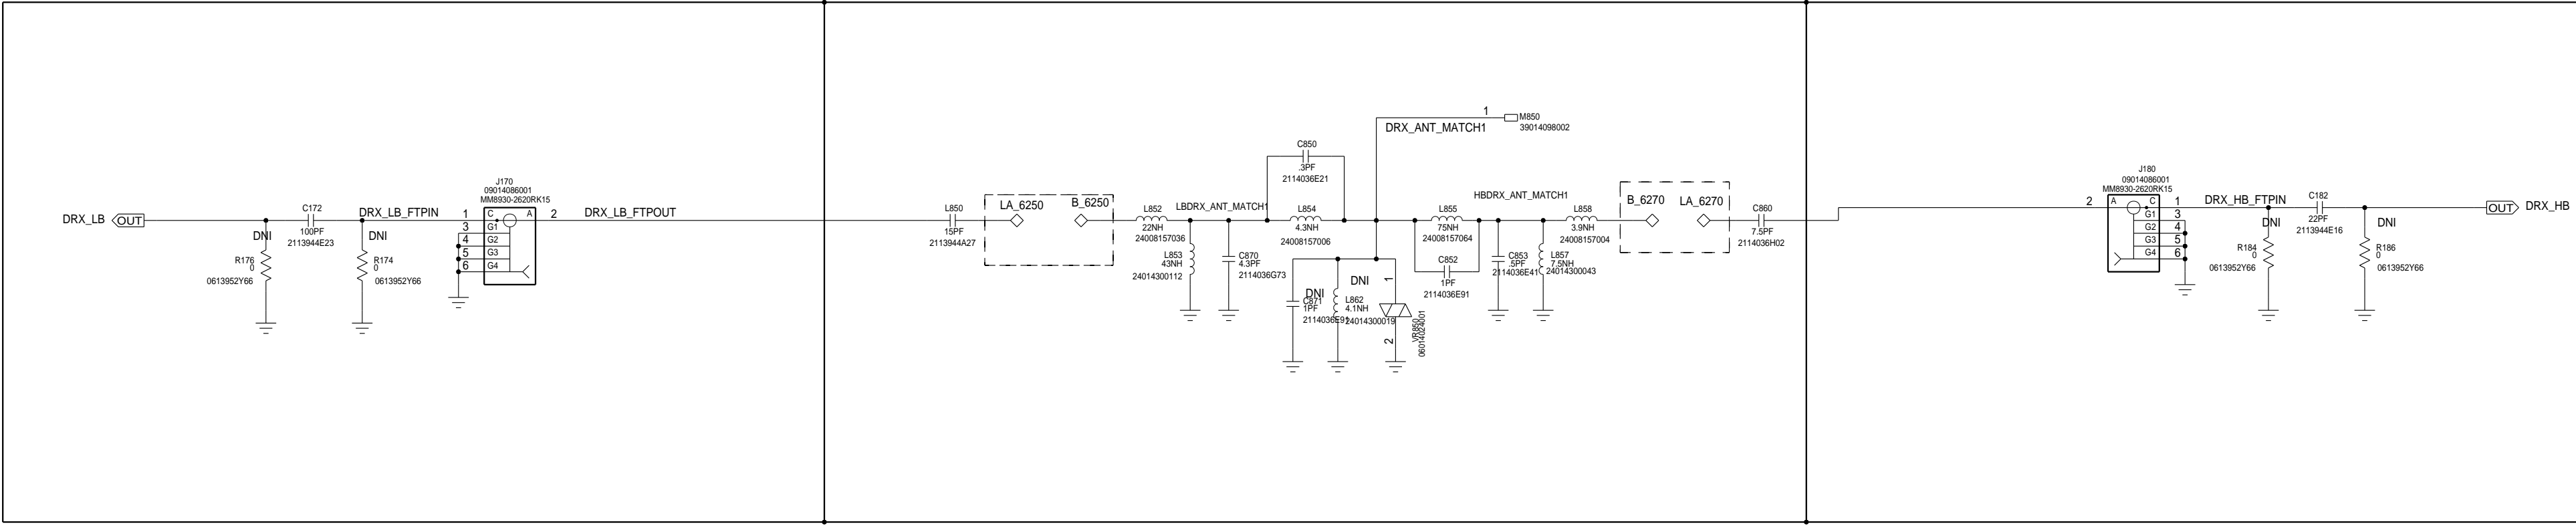 DRX_LB
OUT
DNI
R176
0
0613952Y66
C172
100PF
2113944E23
DNI
R174
0
0613952Y66
DRX_LB_FTPIN
J170
09014086001
MM8930-2620RK15
1
3
4
5
6
C
A
G1
G2
G3
G4
2
DRX_LB_FTPOUT
L850
15PF
2113944A27
LA_6250
B_6250
L852
22NH
24008157036
LBDRX_ANT_MATCH1
L853
43NH
24014300112
C870
4.3PF
2114036G73
C850
.3PF
2114036E21
L854
4.3NH
24008157006
DRX_ANT_MATCH1
1
M850
39014098002
DNI
C871
1PF
2114036E91
DNI
L862
4.1NH
24014300019
1
2
VR850
06014024001
L855
75NH
24008157064
C852
1PF
2114036E91
HBDRX_ANT_MATCH1
C853
.5PF
2114036E41
L857
7.5NH
24014300043
L858
3.9NH
24008157004
B_6270
LA_6270
C860
7.5PF
2114036H02
J180
09014086001
MM8930-2620RK15
2
A
C
G1
G2
G3
G4
1
3
4
5
6
DRX_HB_FTPIN
DNI
R184
0
0613952Y66
C182
22PF
2113944E16
DNI
R186
0
0613952Y66
OUT
DRX_HB